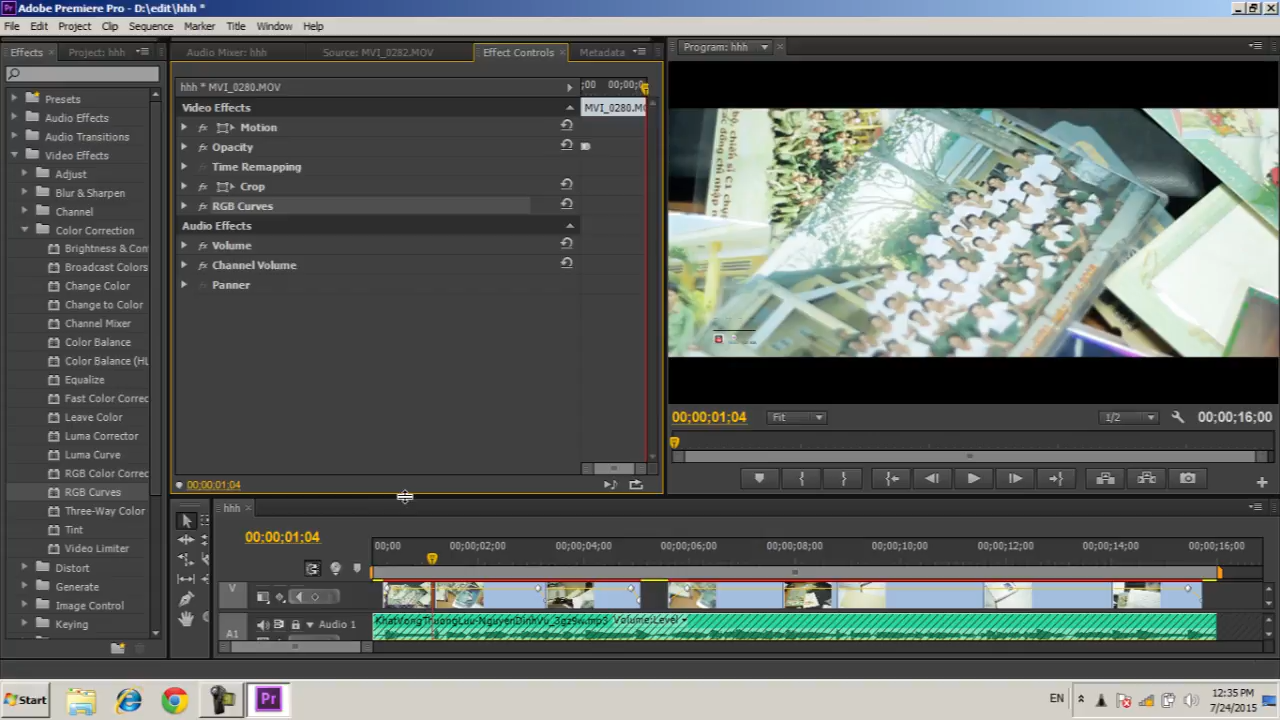 Adobe Premiere Pro - D:\edit\hhh *
File Edit Project Clip Sequence Marker Title Window Help
Effects Project: hhh Audio Mixer: hhh Source: MVI_0282.MOV Effect Controls Metadata Program: hhh
hhh * MVI_0280.MOV ;00 00;00;0
Presets
Audio Effects
Audio Transitions
Video Effects
Adjust
Blur & Sharpen
Channel
Color Correction
Brightness & Con
Broadcast Colors
Change Color
Change to Color
Channel Mixer
Color Balance
Color Balance (HL
Equalize
Fast Color Correc
Leave Color
Luma Corrector
Luma Curve
RGB Color Correc
RGB Curves
Three-Way Color
Tint
Video Limiter
Distort
Generate
Image Control
Keying
Video Effects MVI_0280.MO
fx Motion
fx Opacity
Time Remapping
fx Crop
fx RGB Curves
Audio Effects
fx Volume
fx Channel Volume
Panner
00;00;01;04
00;00;01;04 Fit 1/2 00;00;16;00
hhh
00;00;01;04
00;00 00;00;02;00 00;00;04;00 00;00;06;00 00;00;08;00 00;00;10;00 00;00;12;00 00;00;14;00 00;00;16;00
V
A1 Audio 1
KhatVongThuongLuu-NguyenDinhVu_3gz9w.mp3 Volume:Level
Start Pr EN 12:35 PM
7/24/2015